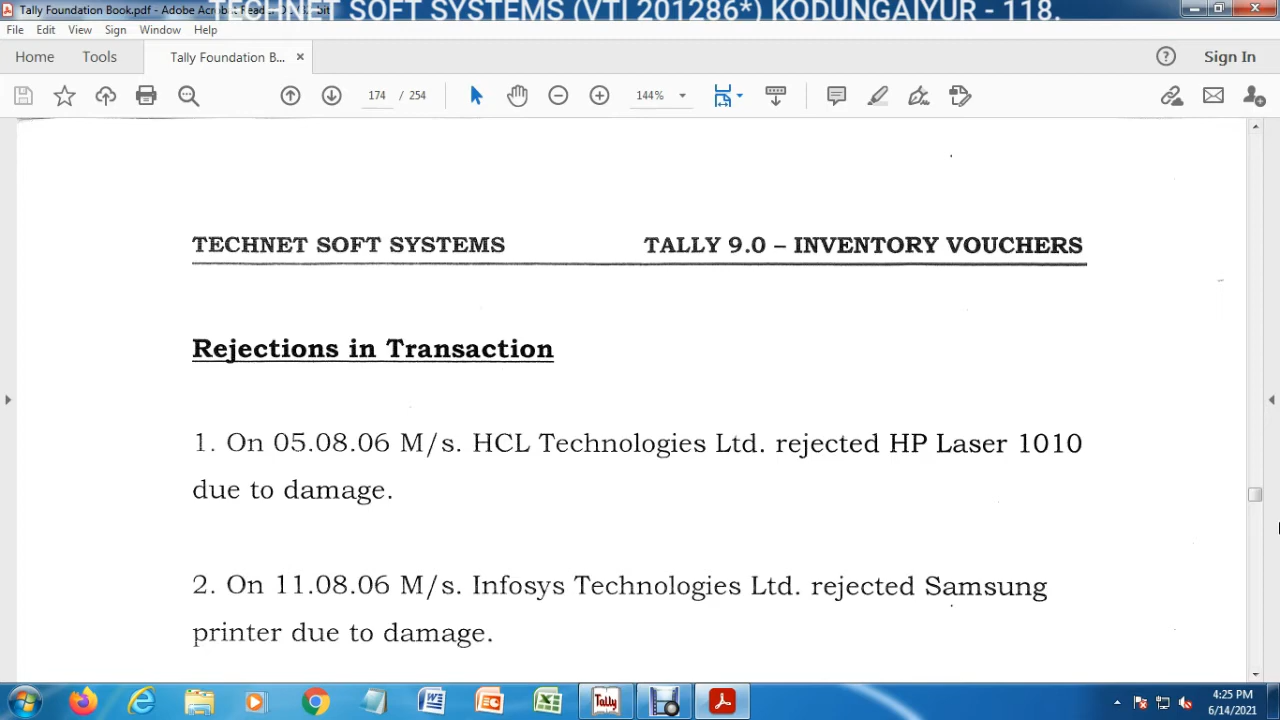 Tally Foundation Book.pdf - Adobe Acrobat Reader
NET SOFT SYSTEMS (VTI 201286*) KODUNGAIYUR - 118.
File Edit View Sign Window Help
Home Tools Tally Foundation B... ×
? Sign In
174 / 254 144%
TECHNET SOFT SYSTEMS TALLY 9.0 – INVENTORY VOUCHERS
Rejections in Transaction
1. On 05.08.06 M/s. HCL Technologies Ltd. rejected HP Laser 1010
due to damage.
2. On 11.08.06 M/s. Infosys Technologies Ltd. rejected Samsung
printer due to damage.
Tally
4:25 PM
6/14/2021